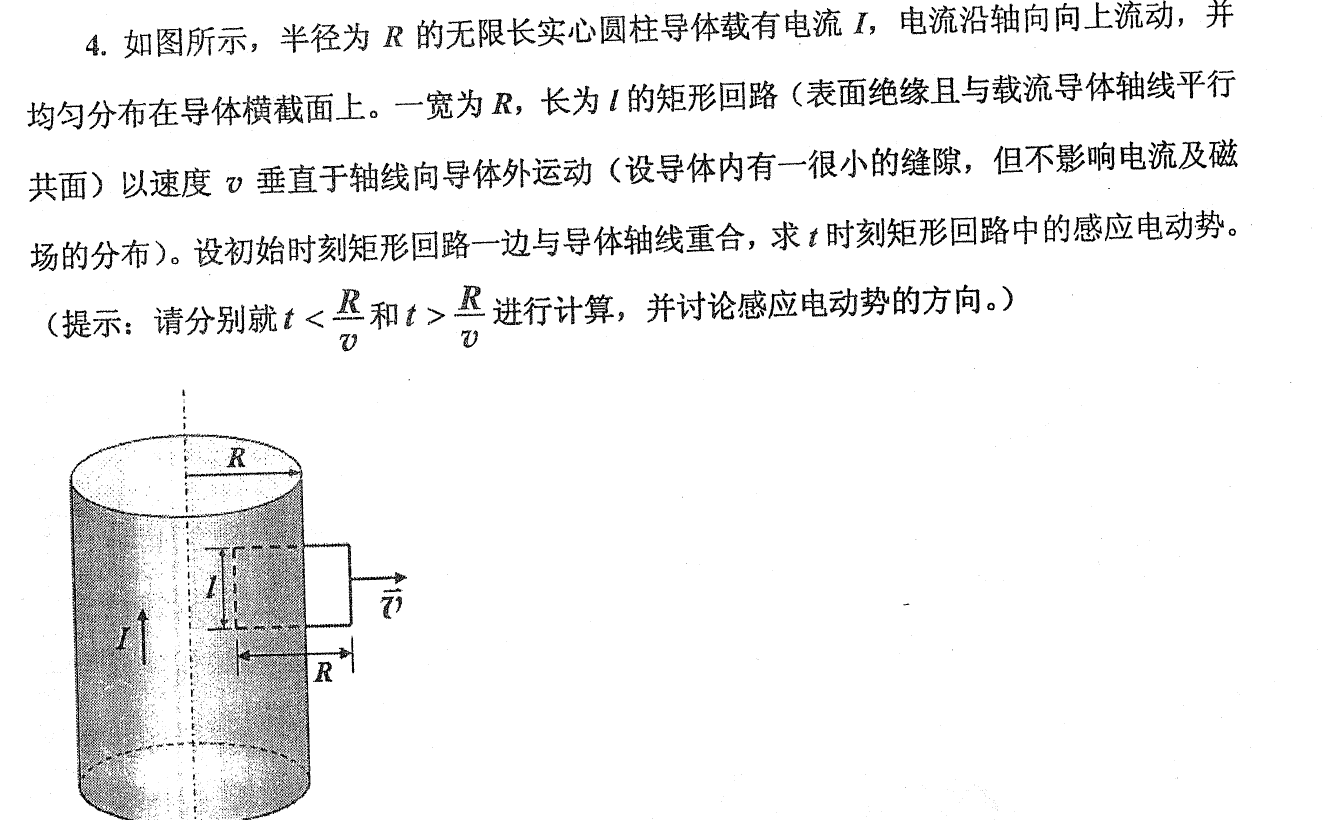 4. 如图所示，半径为 R 的无限长实心圆柱导体载有电流 I，电流沿轴向向上流动，并
均匀分布在导体横截面上。一宽为 R，长为 l 的矩形回路（表面绝缘且与载流导体轴线平行
共面）以速度 v 垂直于轴线向导体外运动（设导体内有一很小的缝隙，但不影响电流及磁
场的分布）。设初始时刻矩形回路一边与导体轴线重合，求 t 时刻矩形回路中的感应电动势。
（提示：请分别就 t < R/v 和 t > R/v 进行计算，并讨论感应电动势的方向。）
R
l
v⃗
I
R